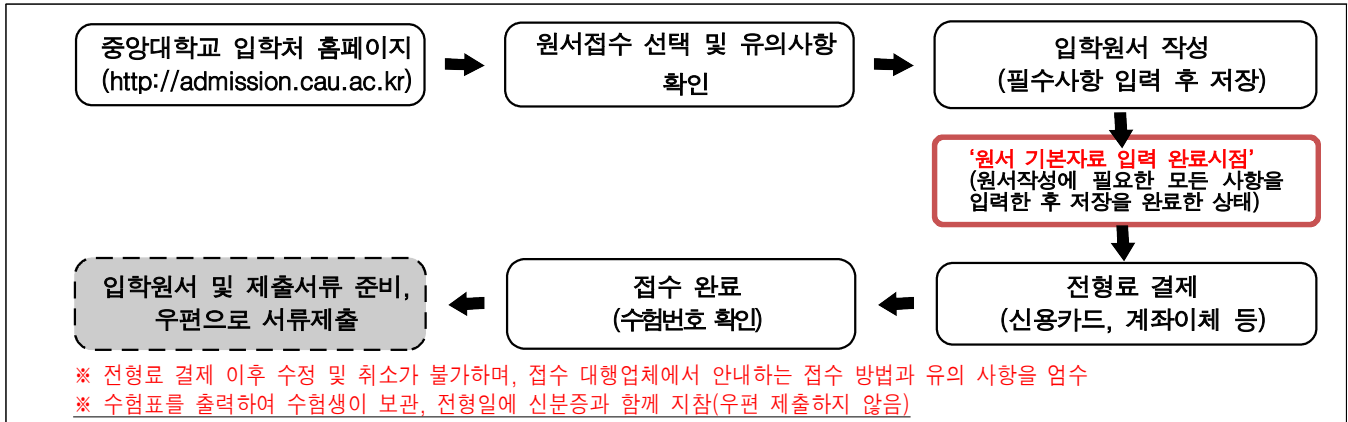 중앙대학교 입학처 홈페이지
(http://admission.cau.ac.kr)
원서접수 선택 및 유의사항
확인
입학원서 작성
(필수사항 입력 후 저장)
‘원서 기본자료 입력 완료시점’
(원서작성에 필요한 모든 사항을
입력한 후 저장을 완료한 상태)
전형료 결제
(신용카드, 계좌이체 등)
접수 완료
(수험번호 확인)
입학원서 및 제출서류 준비,
우편으로 서류제출
※ 전형료 결제 이후 수정 및 취소가 불가하며, 접수 대행업체에서 안내하는 접수 방법과 유의 사항을 엄수
※ 수험표를 출력하여 수험생이 보관, 전형일에 신분증과 함께 지참(우편 제출하지 않음)